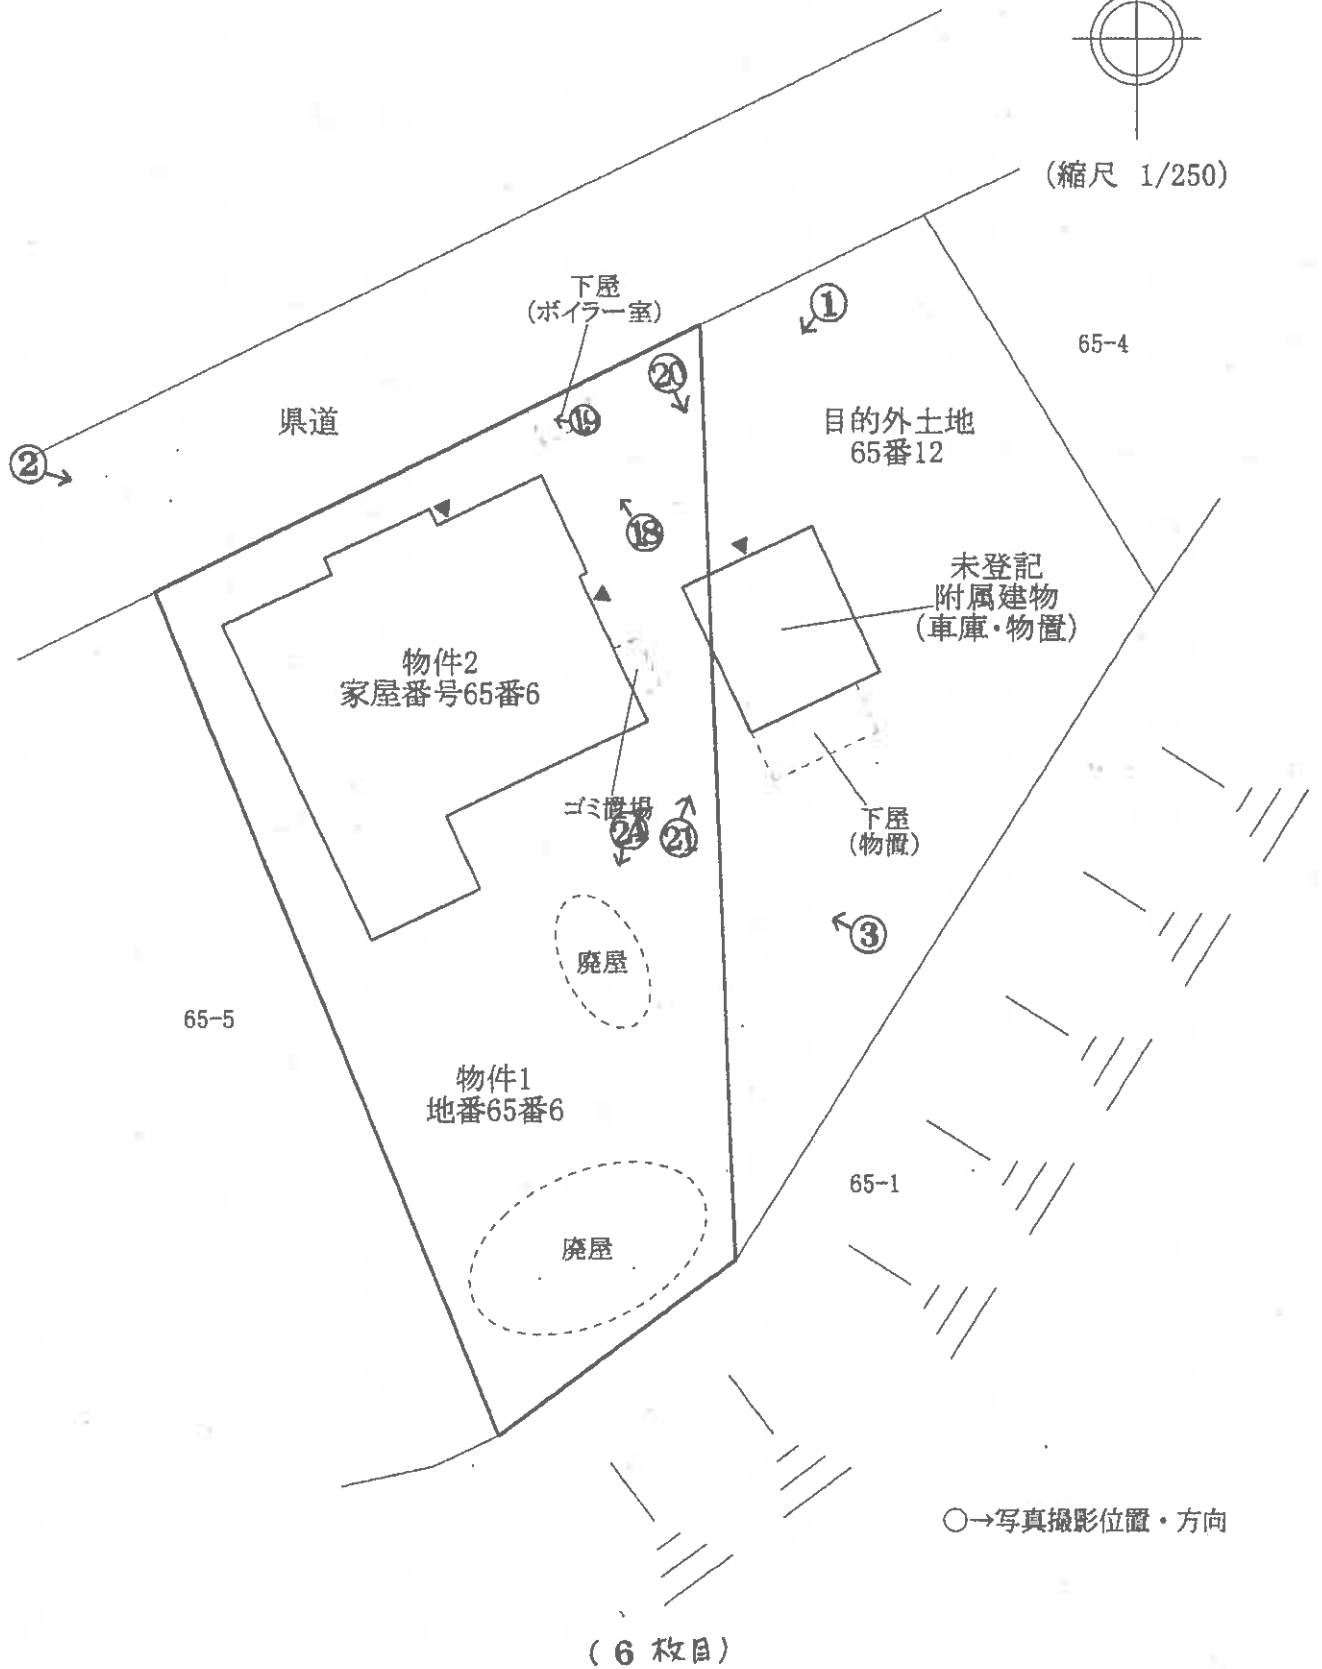 (縮尺 1/250)
下屋
(ボイラー室)
①
65-4
⑳
県道
⑲
目的外土地
65番12
②
⑱
未登記
附属建物
(車庫・物置)
物件2
家屋番号65番6
ゴミ置場
㉑
下屋
(物置)
③
廃屋
65-5
物件1
地番65番6
65-1
廃屋
○→写真撮影位置・方向
(6枚目)